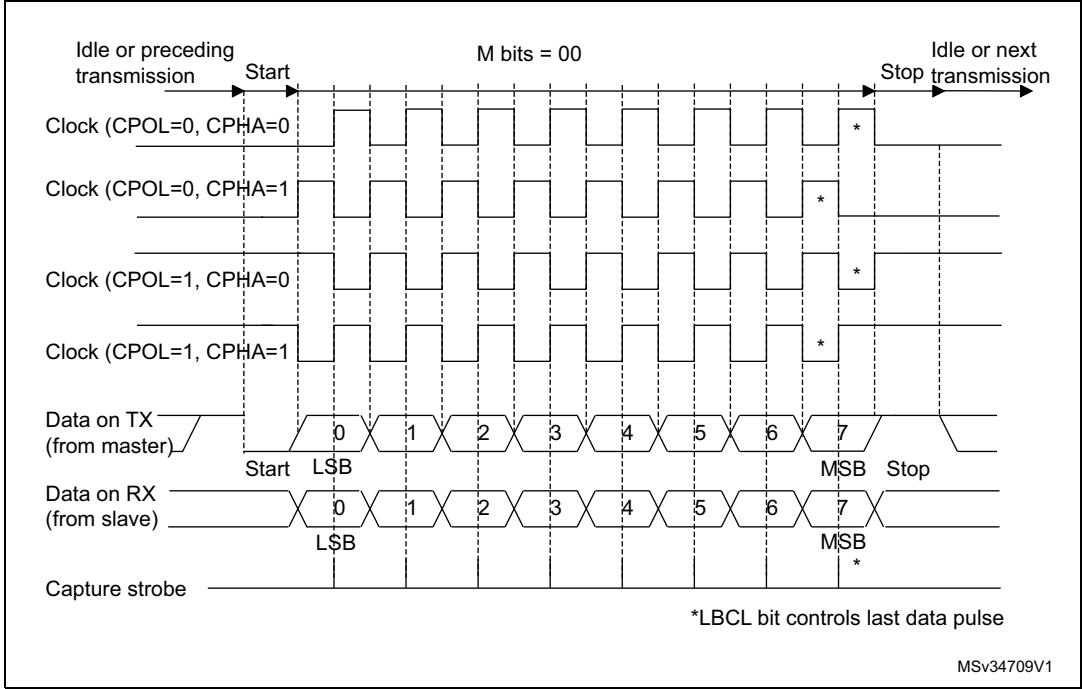 Idle or preceding transmission
Start
M bits = 00
Stop
Idle or next transmission
Clock (CPOL=0, CPHA=0
*
Clock (CPOL=0, CPHA=1
*
Clock (CPOL=1, CPHA=0
*
Clock (CPOL=1, CPHA=1
*
Data on TX (from master)
0 1 2 3 4 5 6 7
Start LSB MSB Stop
Data on RX (from slave)
0 1 2 3 4 5 6 7
LSB MSB
*
Capture strobe
*LBCL bit controls last data pulse
MSv34709V1